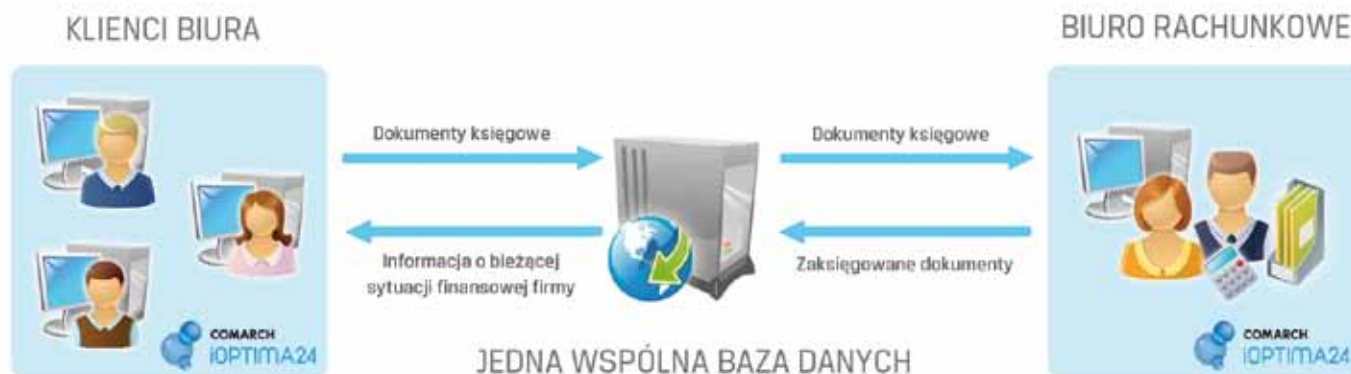 KLIENCI BIURA
BIURO RACHUNKOWE
Dokumenty księgowe
Dokumenty księgowe
Informacja o bieżącej
sytuacji finansowej firmy
Zaksięgowane dokumenty
COMARCH
iOPTIMA24
COMARCH
iOPTIMA24
JEDNA WSPÓLNA BAZA DANYCH